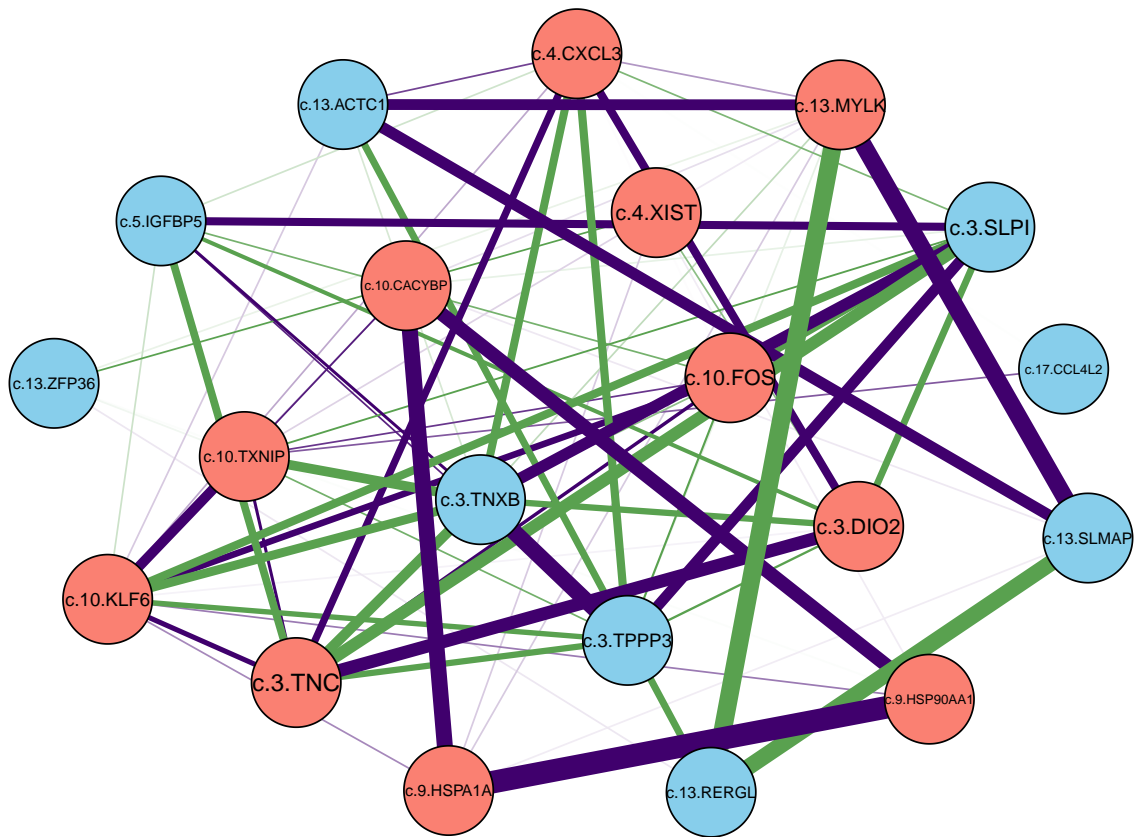 c.4.CXCL3
c.13.ACTC1
c.13.MYLK
c.4.XIST
c.5.IGFBP5
c.3.SLPI
c.10.CACYBP
c.13.ZFP36
c.10.FOS
c.17.CCL4L2
c.10.TXNIP
c.3.TNXB
c.3.DIO2
c.13.SLMAP
c.10.KLF6
c.3.TPPP3
c.3.TNC
c.9.HSP90AA1
c.9.HSPA1A
c.13.RERGL